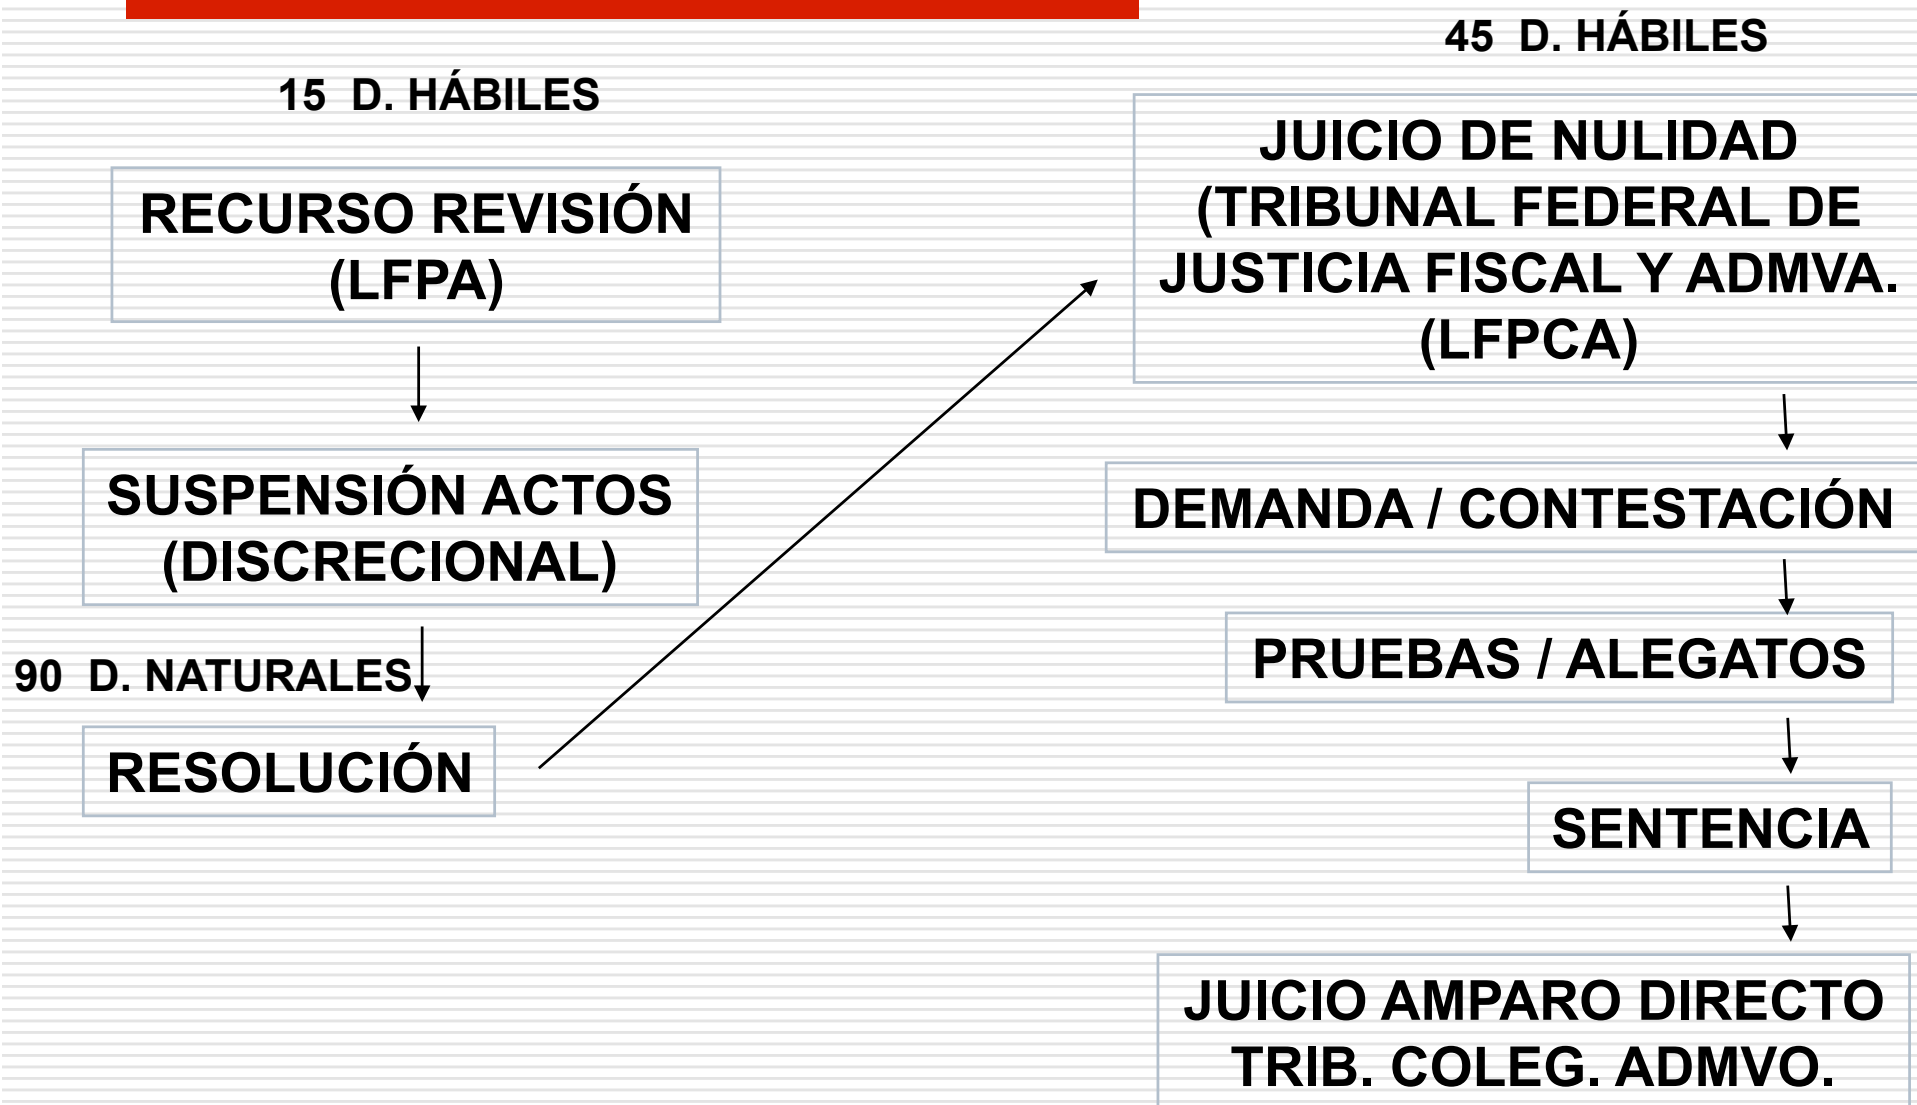 15 D. HÁBILES
RECURSO REVISIÓN
(LFPA)
SUSPENSIÓN ACTOS
(DISCRECIONAL)
90 D. NATURALES
RESOLUCIÓN
45 D. HÁBILES
JUICIO DE NULIDAD
(TRIBUNAL FEDERAL DE
JUSTICIA FISCAL Y ADMVA.
(LFPCA)
DEMANDA / CONTESTACIÓN
PRUEBAS / ALEGATOS
SENTENCIA
JUICIO AMPARO DIRECTO
TRIB. COLEG. ADMVO.